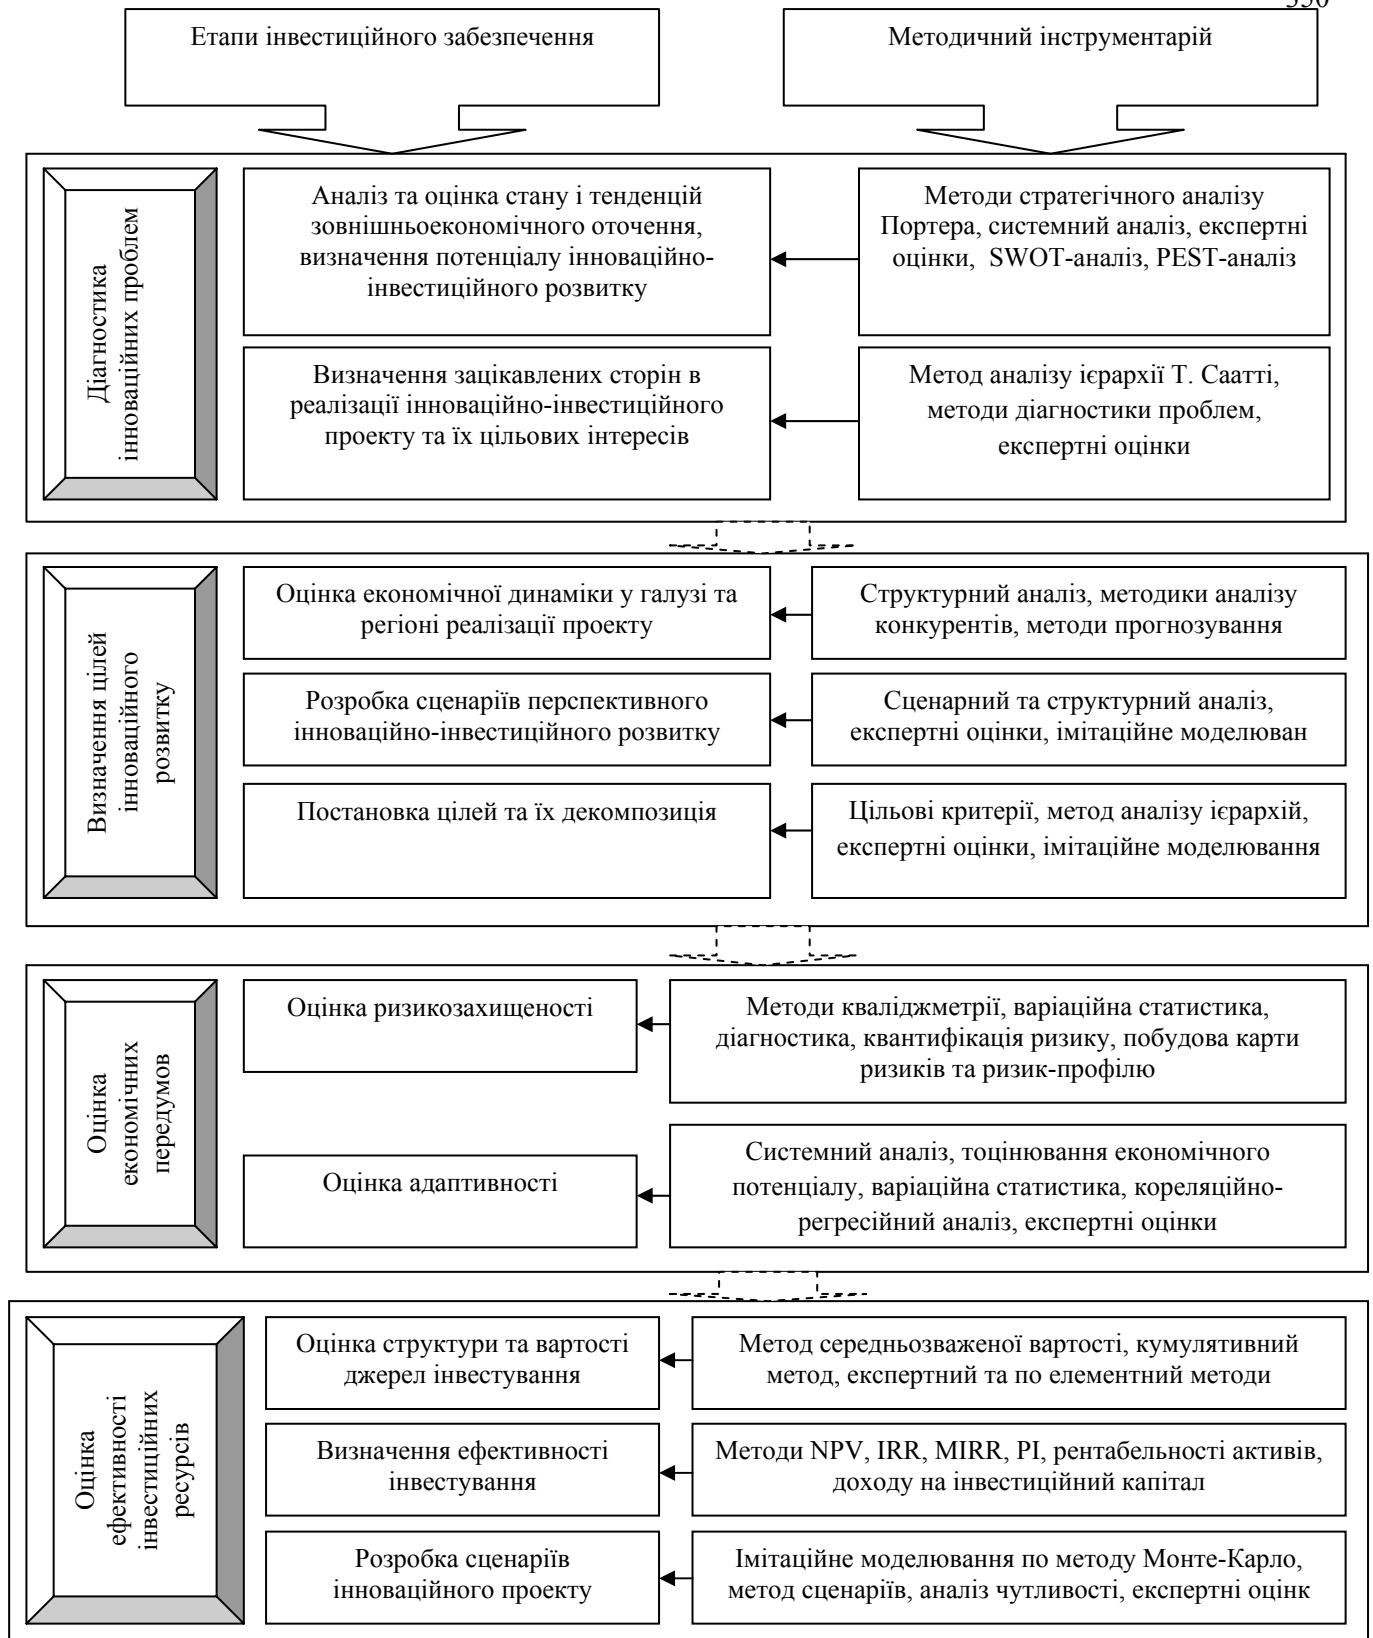 350
Етапи інвестиційного забезпечення
Методичний інструментарій
Діагностика
інноваційних проблем
Аналіз та оцінка стану і тенденцій
зовнішньоекономічного оточення,
визначення потенціалу інноваційно-
інвестиційного розвитку
Методи стратегічного аналізу
Портера, системний аналіз, експертні
оцінки, SWOT-аналіз, PEST-аналіз
Визначення зацікавлених сторін в
реалізації інноваційно-інвестиційного
проекту та їх цільових інтересів
Метод аналізу ієрархії Т. Саатті,
методи діагностики проблем,
експертні оцінки
Визначення цілей
інноваційного
розвитку
Оцінка економічної динаміки у галузі та
регіоні реалізації проекту
Структурний аналіз, методики аналізу
конкурентів, методи прогнозування
Розробка сценаріїв перспективного
інноваційно-інвестиційного розвитку
Сценарний та структурний аналіз,
експертні оцінки, імітаційне моделюван
Постановка цілей та їх декомпозиція
Цільові критерії, метод аналізу ієрархій,
експертні оцінки, імітаційне моделювання
Оцінка
економічних
передумов
Оцінка ризикозахищеності
Методи кваліджметрії, варіаційна статистика,
діагностика, квантифікація ризику, побудова карти
ризиків та ризик-профілю
Оцінка адаптивності
Системний аналіз, тоцінювання економічного
потенціалу, варіаційна статистика, кореляційно-
регресійний аналіз, експертні оцінки
Оцінка
ефективності
інвестиційних
ресурсів
Оцінка структури та вартості
джерел інвестування
Метод середньозваженої вартості, кумулятивний
метод, експертний та по елементний методи
Визначення ефективності
інвестування
Методи NPV, IRR, MIRR, PI, рентабельності активів,
доходу на інвестиційний капітал
Розробка сценаріїв
інноваційного проекту
Імітаційне моделювання по методу Монте-Карло,
метод сценаріїв, аналіз чутливості, експертні оцінк